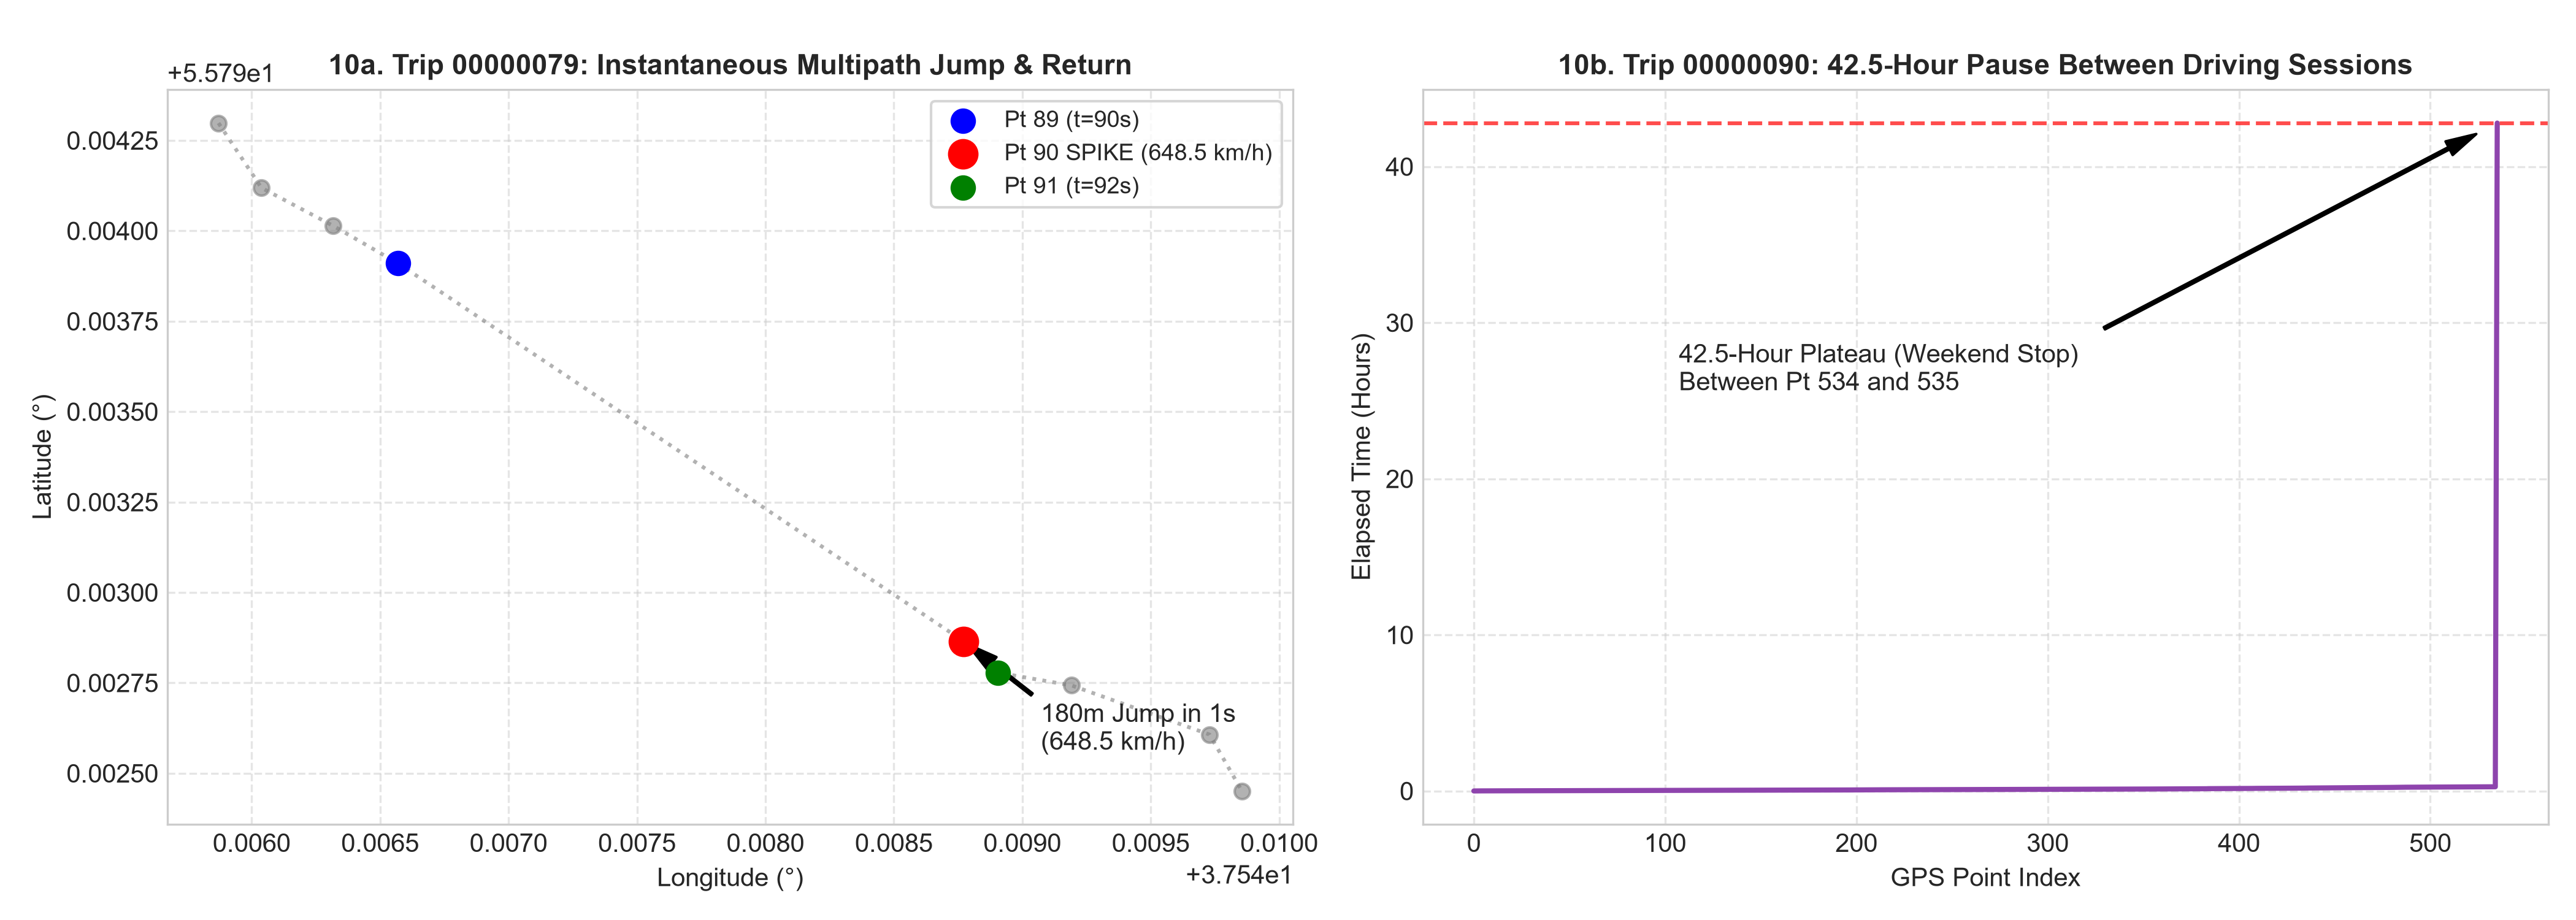 10a. Trip 00000079: Instantaneous Multipath Jump & Return
+5.579e1
0.00425
0.00400
0.00375
0.00350
0.00325
0.00300
0.00275
0.00250
Latitude (°)
Pt 89 (t=90s)
Pt 90 SPIKE (648.5 km/h)
Pt 91 (t=92s)
180m Jump in 1s
(648.5 km/h)
0.0060 0.0065 0.0070 0.0075 0.0080 0.0085 0.0090 0.0095 0.0100
Longitude (°)
+3.754e1
10b. Trip 00000090: 42.5-Hour Pause Between Driving Sessions
40
30
20
10
0
Elapsed Time (Hours)
42.5-Hour Plateau (Weekend Stop)
Between Pt 534 and 535
0 100 200 300 400 500
GPS Point Index